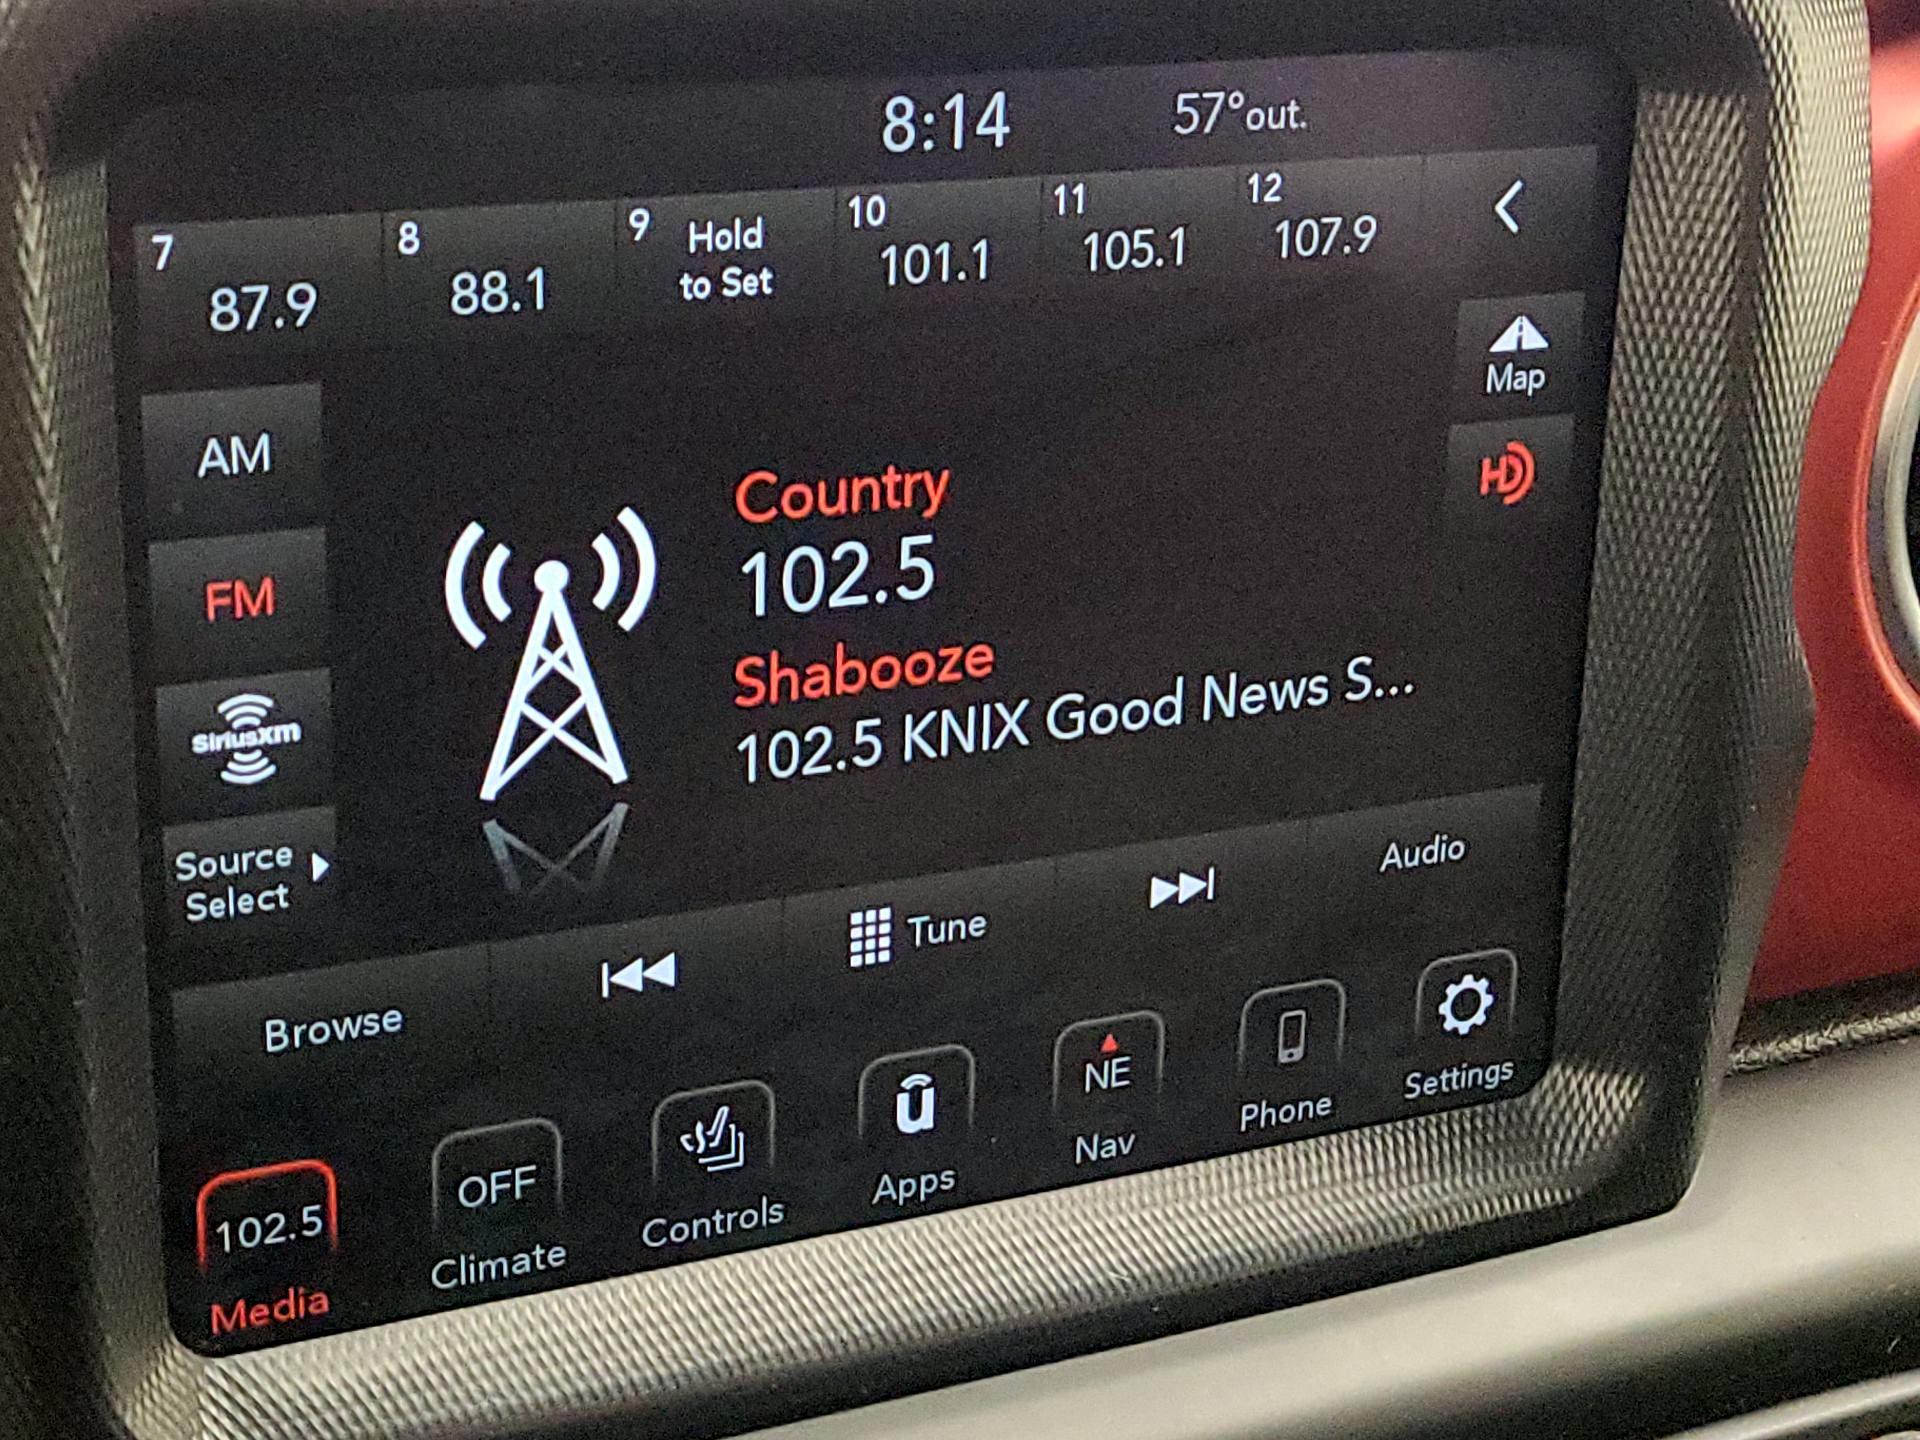 8:14
57°out.
7
87.9
8
88.1
9
Hold
to Set
10
101.1
11
105.1
12
107.9
Map
HD
AM
FM
SiriusXM
Source
Select
Country
102.5
Shabooze
102.5 KNIX Good News S...
Browse
Tune
Audio
102.5
Media
OFF
Climate
Controls
u
Apps
NE
Nav
Phone
Settings